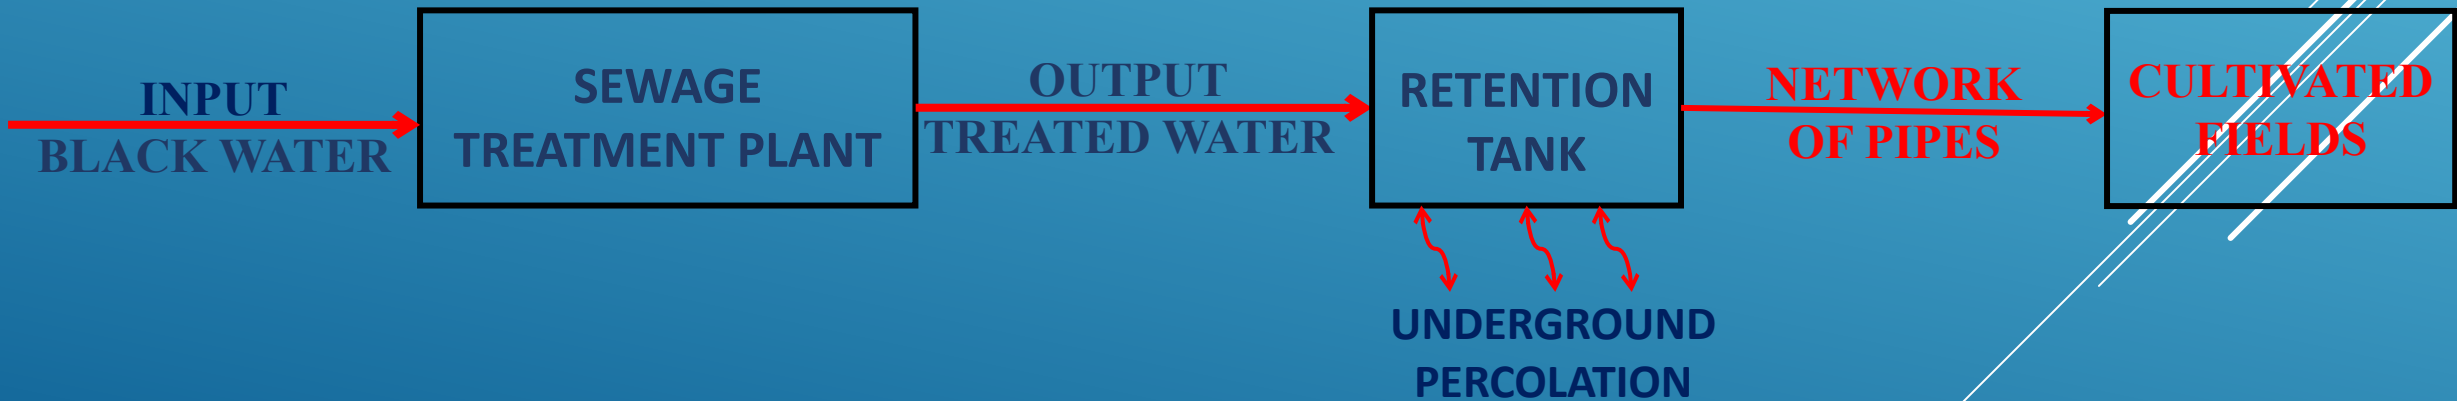 INPUT
BLACK WATER
SEWAGE
TREATMENT PLANT
OUTPUT
TREATED WATER
RETENTION
TANK
NETWORK
OF PIPES
CULTIVATED
FIELDS
UNDERGROUND
PERCOLATION